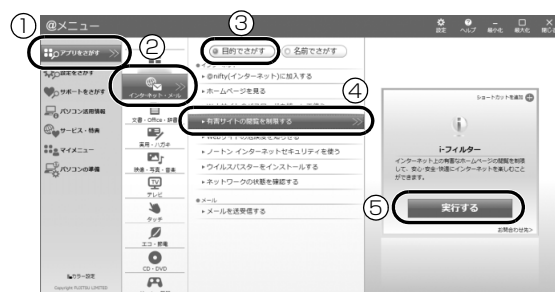 ①
@メニュー
設定
ヘルプ
最小化
最大化
閉じる
アプリをさがす
設定をさがす
サポートをさがす
パソコン活用情報
サービス・特典
マイメニュー
パソコンの準備
カラー設定
Copyright FUJITSU LIMITED
②
インターネット・メール
文書・Office・辞書
実用・ハガキ
映像・写真・音楽
テレビ
タッチ
エコ・節電
CD・DVD
③
目的でさがす
名前でさがす
@nifty(インターネット)に加入する
ホームページを見る
④
有害サイトの閲覧を制限する
ノートン インターネットセキュリティを使う
ウイルスバスターをインストールする
ネットワークの状態を確認する
メール
メールを送受信する
ショートカットを追加
i-フィルター
インターネット上の有害なホームページの閲覧を制限
して、安心・安全・快適にインターネットを楽しむこと
ができます。
⑤
実行する
お問合わせ先>